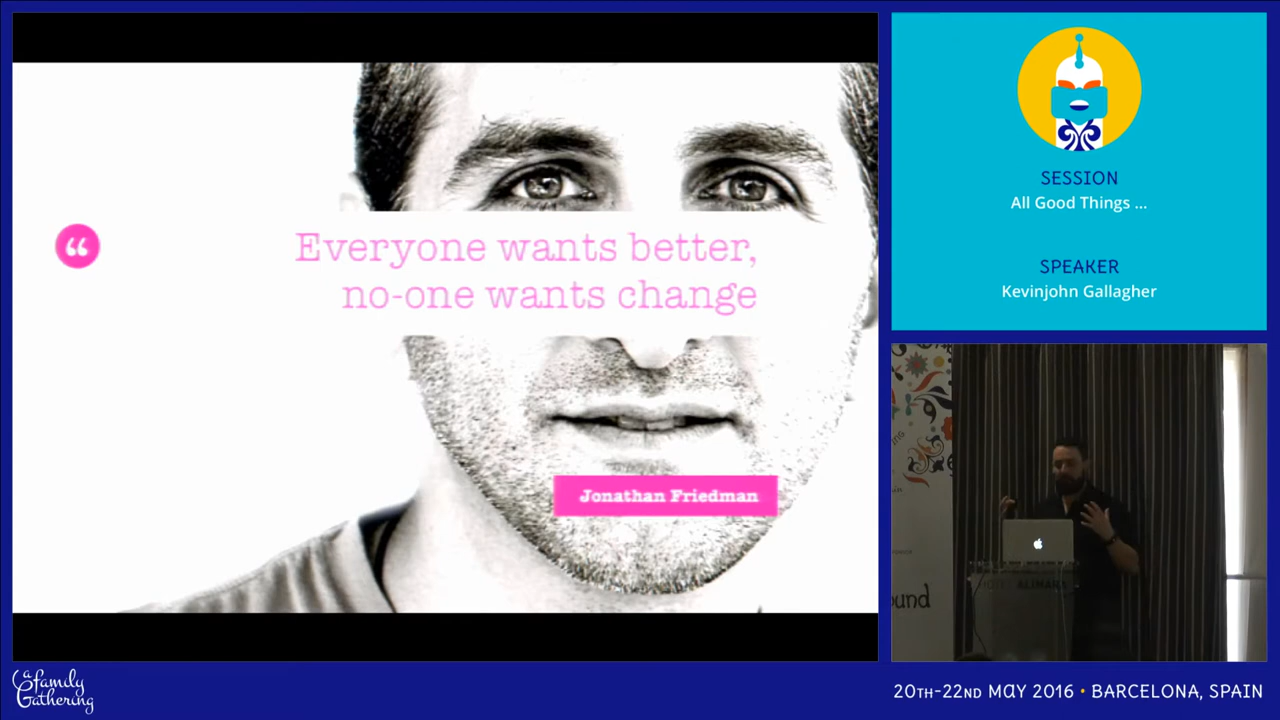 “
Everyone wants better,
no-one wants change
Jonathan Friedman
SESSION
All Good Things ...
SPEAKER
Kevinjohn Gallagher
a family
Gathering
20TH-22ND MAY 2016 • BARCELONA, SPAIN